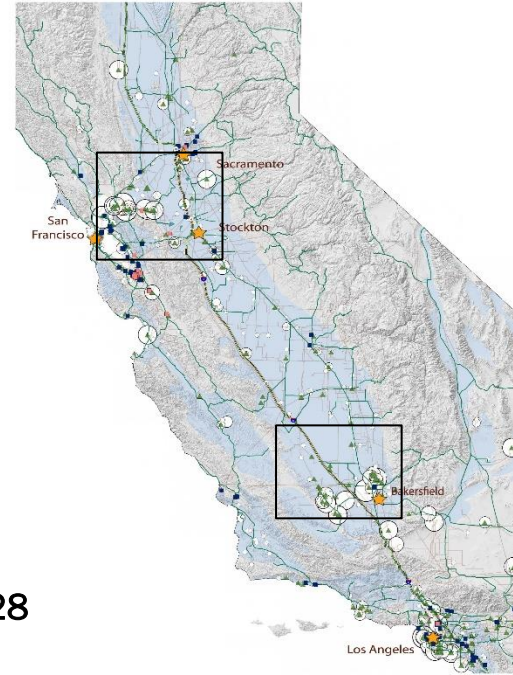 Sacramento
San
Francisco
Stockton
Bakersfield
28
Los Angeles